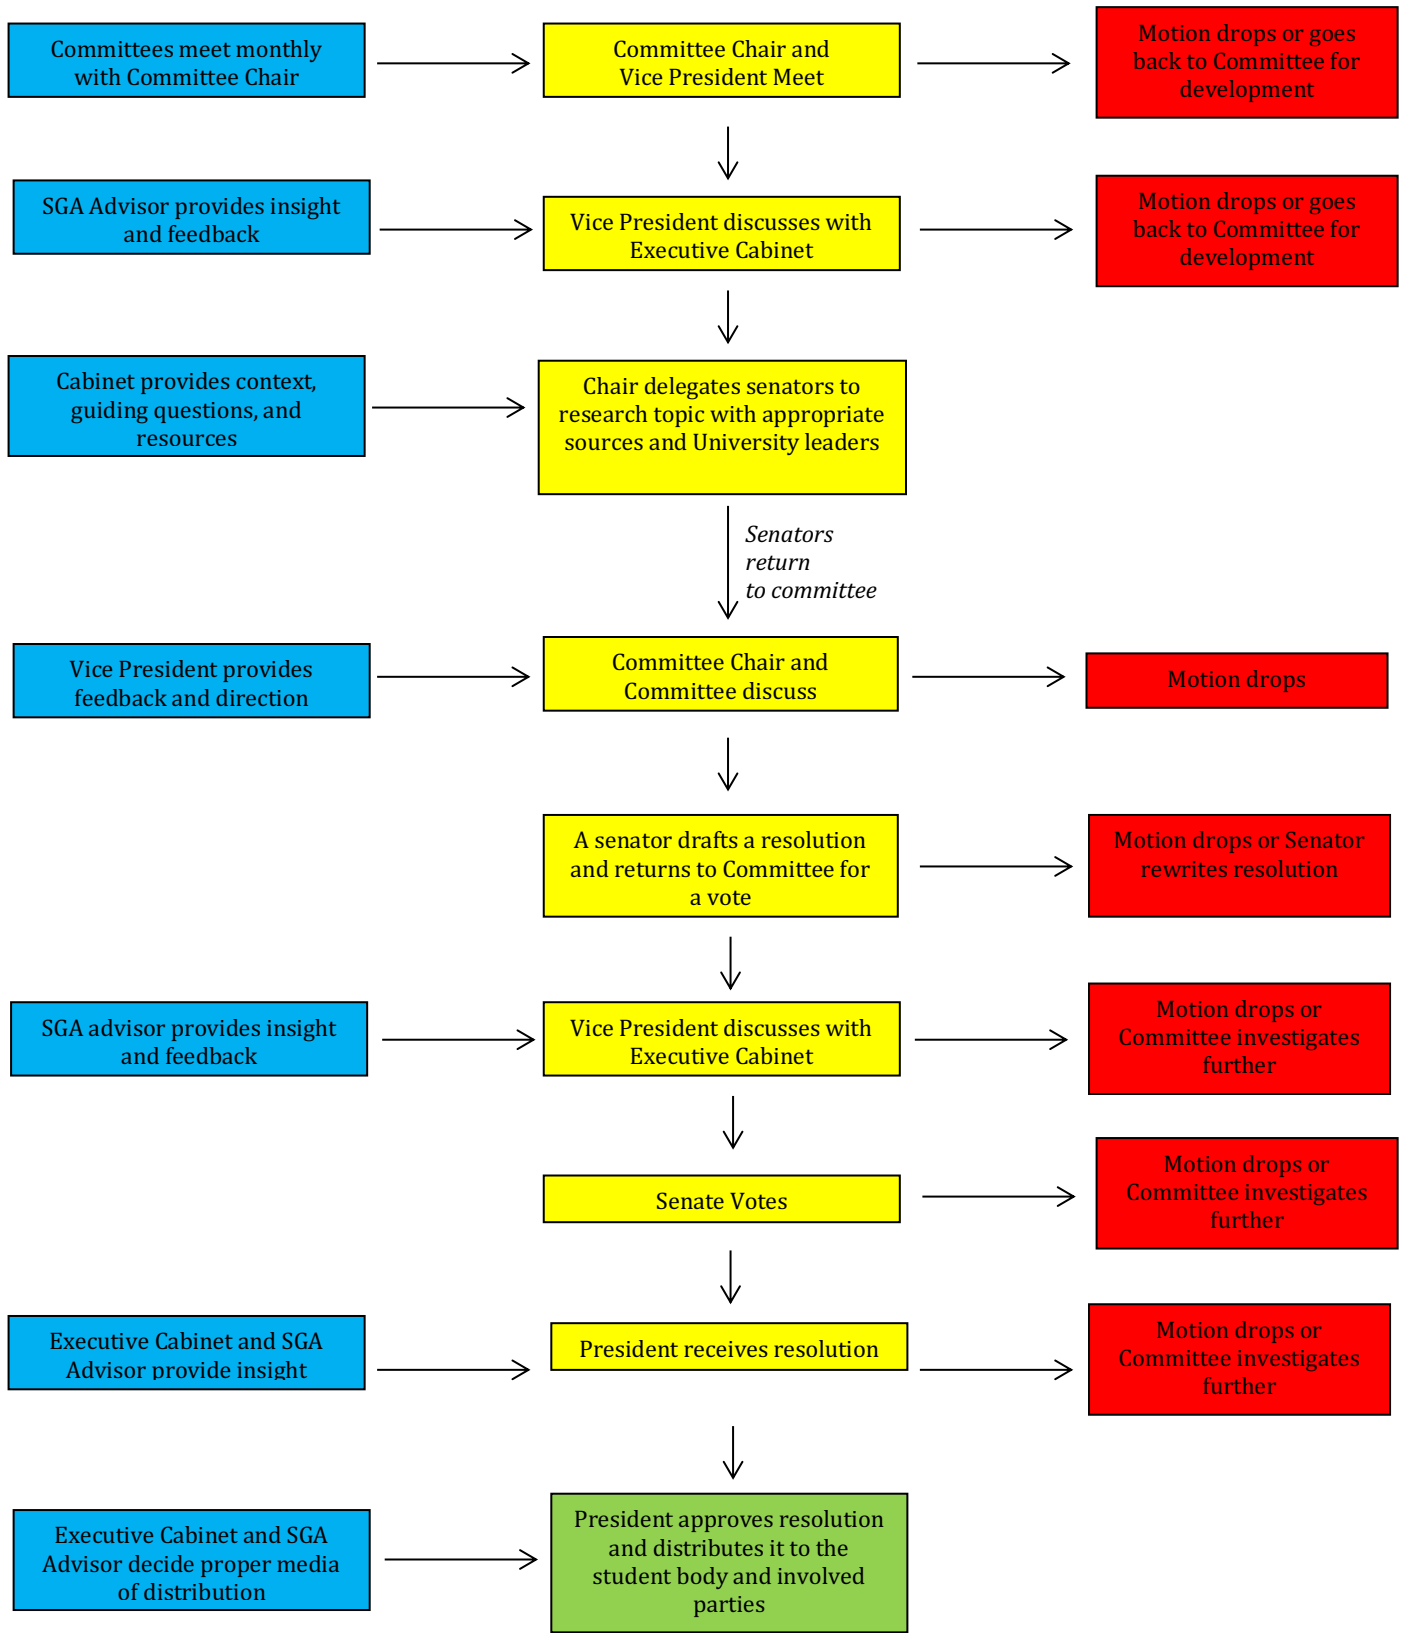 Committees meet monthly
with Committee Chair
Committee Chair and
Vice President Meet
Motion drops or goes
back to Committee for
development
SGA Advisor provides insight
and feedback
Vice President discusses with
Executive Cabinet
Motion drops or goes
back to Committee for
development
Cabinet provides context,
guiding questions, and
resources
Chair delegates senators to
research topic with appropriate
sources and University leaders
Senators
return
to committee
Vice President provides
feedback and direction
Committee Chair and
Committee discuss
Motion drops
A senator drafts a resolution
and returns to Committee for
a vote
Motion drops or Senator
rewrites resolution
SGA advisor provides insight
and feedback
Vice President discusses with
Executive Cabinet
Motion drops or
Committee investigates
further
Senate Votes
Motion drops or
Committee investigates
further
Executive Cabinet and SGA
Advisor provide insight
President receives resolution
Motion drops or
Committee investigates
further
Executive Cabinet and SGA
Advisor decide proper media
of distribution
President approves resolution
and distributes it to the
student body and involved
parties